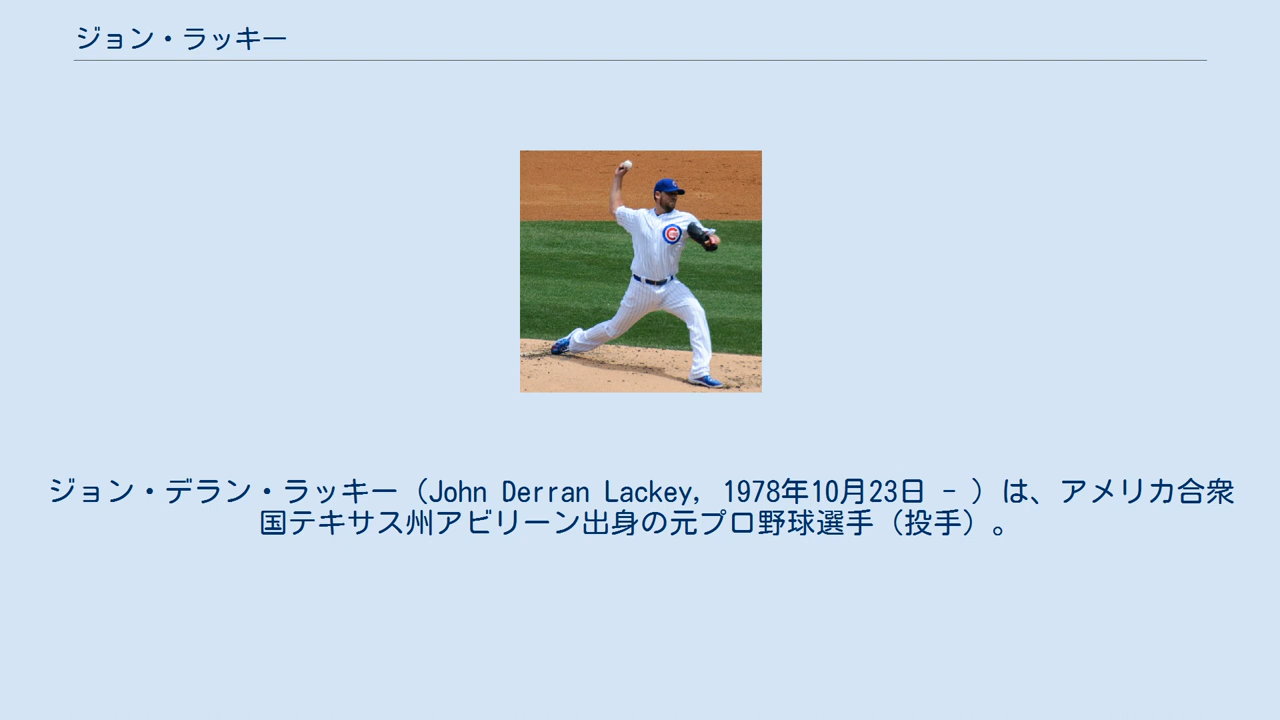 ジョン・ラッキー
ジョン・デラン・ラッキー（John Derran Lackey, 1978年10月23日 - ）は、アメリカ合衆
国テキサス州アビリーン出身の元プロ野球選手（投手）。